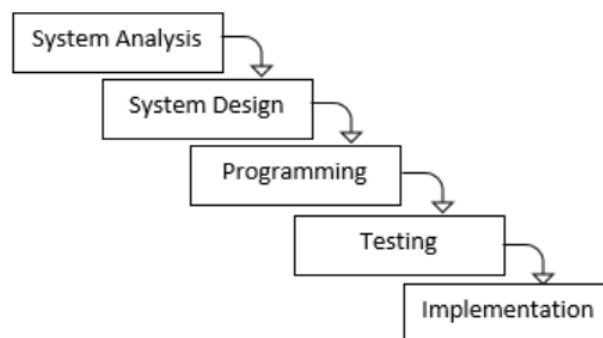 System Analysis
System Design
Programming
Testing
Implementation